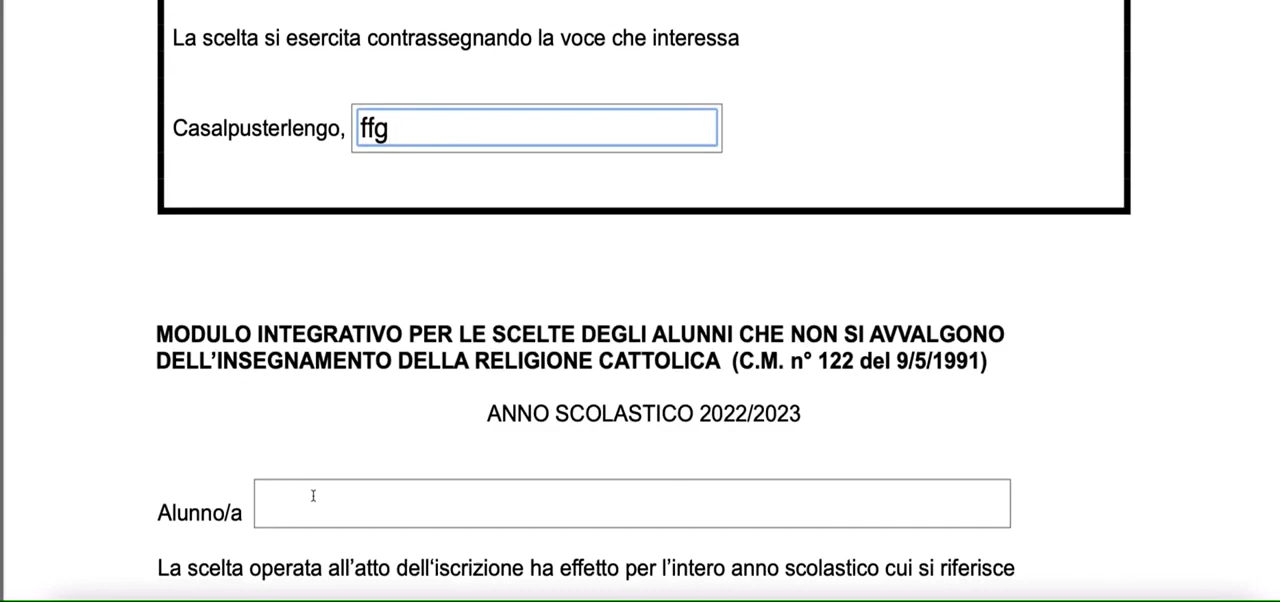 La scelta si esercita contrassegnando la voce che interessa
Casalpusterlengo, ffg
MODULO INTEGRATIVO PER LE SCELTE DEGLI ALUNNI CHE NON SI AVVALGONO
DELL’INSEGNAMENTO DELLA RELIGIONE CATTOLICA (C.M. n° 122 del 9/5/1991)
ANNO SCOLASTICO 2022/2023
Alunno/a
La scelta operata all’atto dell‘iscrizione ha effetto per l’intero anno scolastico cui si riferisce